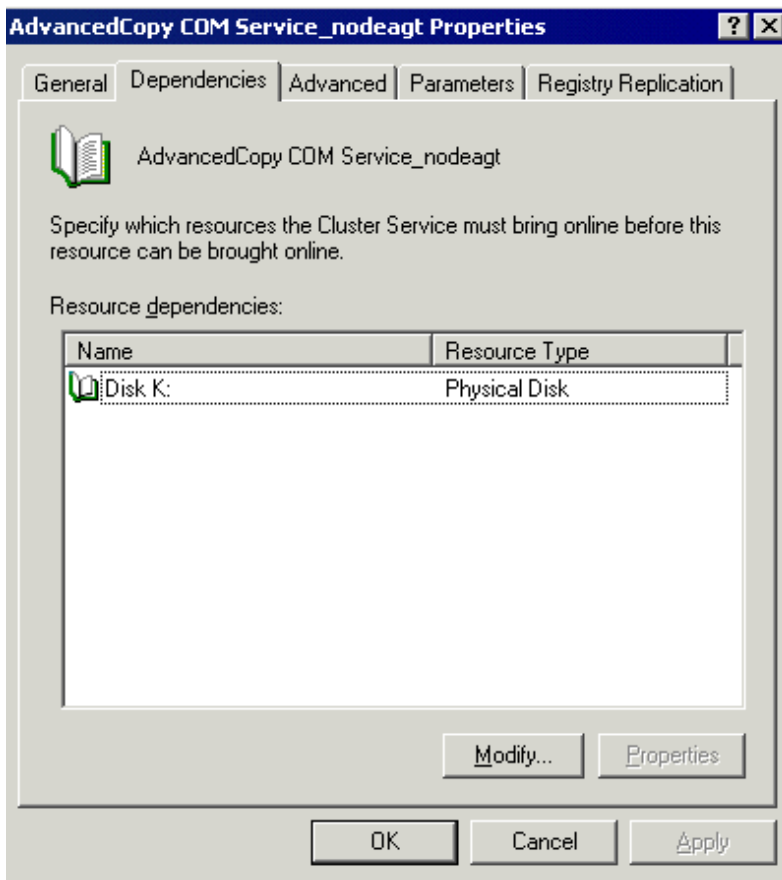 AdvancedCopy COM Service_nodeagt Properties
General Dependencies Advanced Parameters Registry Replication
AdvancedCopy COM Service_nodeagt
Specify which resources the Cluster Service must bring online before this
resource can be brought online.
Resource dependencies:
Name Resource Type
Disk K: Physical Disk
Modify... Properties
OK Cancel Apply